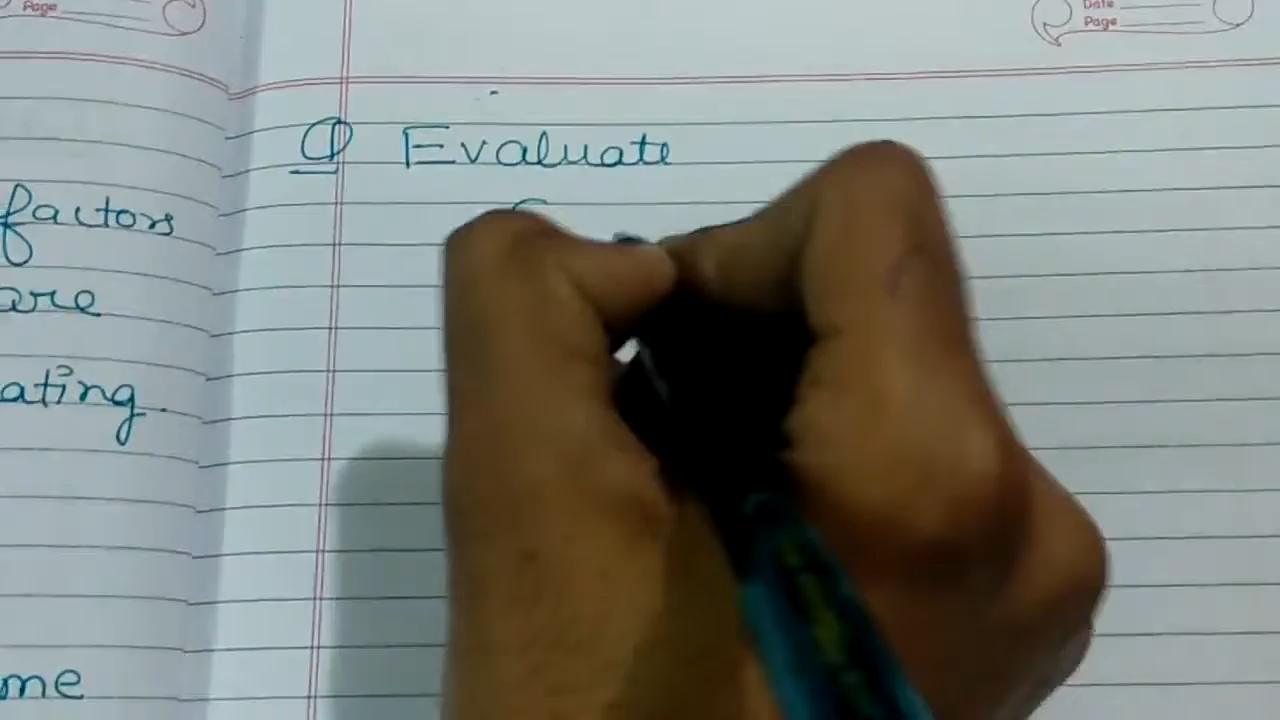 Page
Date
Page
Q Evaluate
factors
are
ating.
me